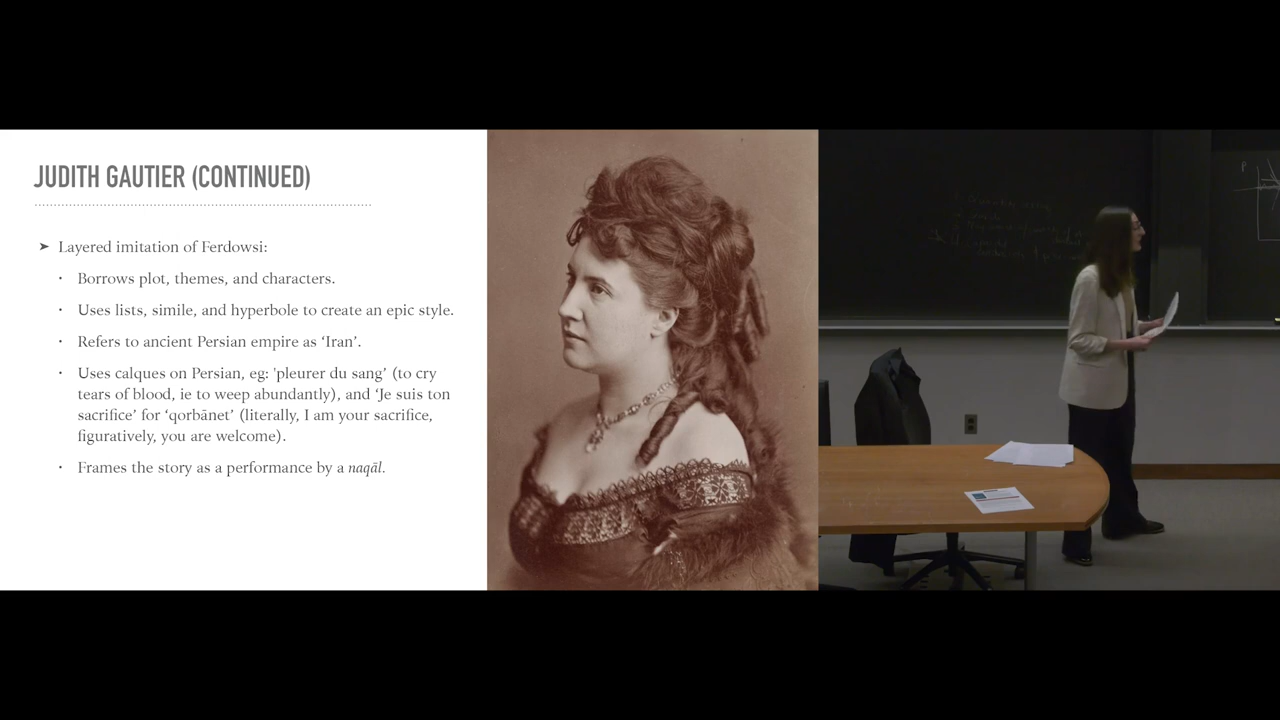 JUDITH GAUTIER (CONTINUED)
➤ Layered imitation of Ferdowsi:
· Borrows plot, themes, and characters.
· Uses lists, simile, and hyperbole to create an epic style.
· Refers to ancient Persian empire as ‘Iran’.
· Uses calques on Persian, eg: 'pleurer du sang’ (to cry
tears of blood, ie to weep abundantly), and ‘Je suis ton
sacrifice’ for ‘qorbānet’ (literally, I am your sacrifice,
figuratively, you are welcome).
· Frames the story as a performance by a naqāl.
P